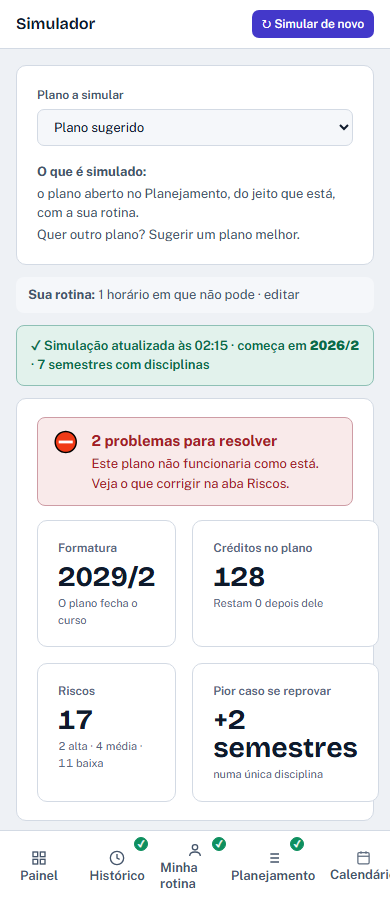 Simulador
↻ Simular de novo
Plano a simular
Plano sugerido
O que é simulado:
o plano aberto no Planejamento, do jeito que está,
com a sua rotina.
Quer outro plano? Sugerir um plano melhor.
Sua rotina: 1 horário em que não pode · editar
✓ Simulação atualizada às 02:15 · começa em 2026/2
· 7 semestres com disciplinas
2 problemas para resolver
Este plano não funcionaria como está.
Veja o que corrigir na aba Riscos.
Formatura
2029/2
O plano fecha o
curso
Créditos no plano
128
Restam 0 depois dele
Riscos
17
2 alta · 4 média ·
11 baixa
Pior caso se reprovar
+2
semestres
numa única disciplina
Painel
Histórico
Minha
rotina
Planejamento
Calendári